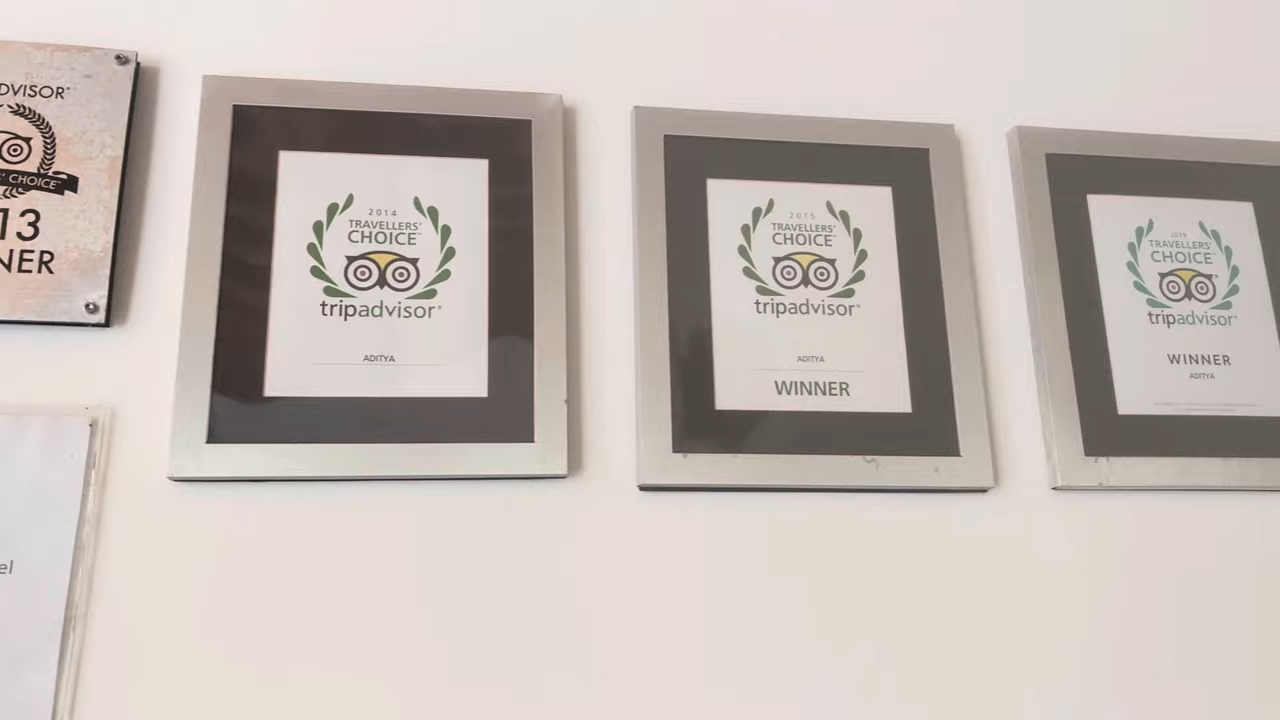 DVISOR
S' CHOICE
13
NER
2014
TRAVELLERS'
CHOICE
tripadvisor
ADITYA
2015
TRAVELLERS'
CHOICE
tripadvisor
ADITYA
WINNER
TRAVELLERS'
CHOICE
tripadvisor
WINNER
ADITYA
el